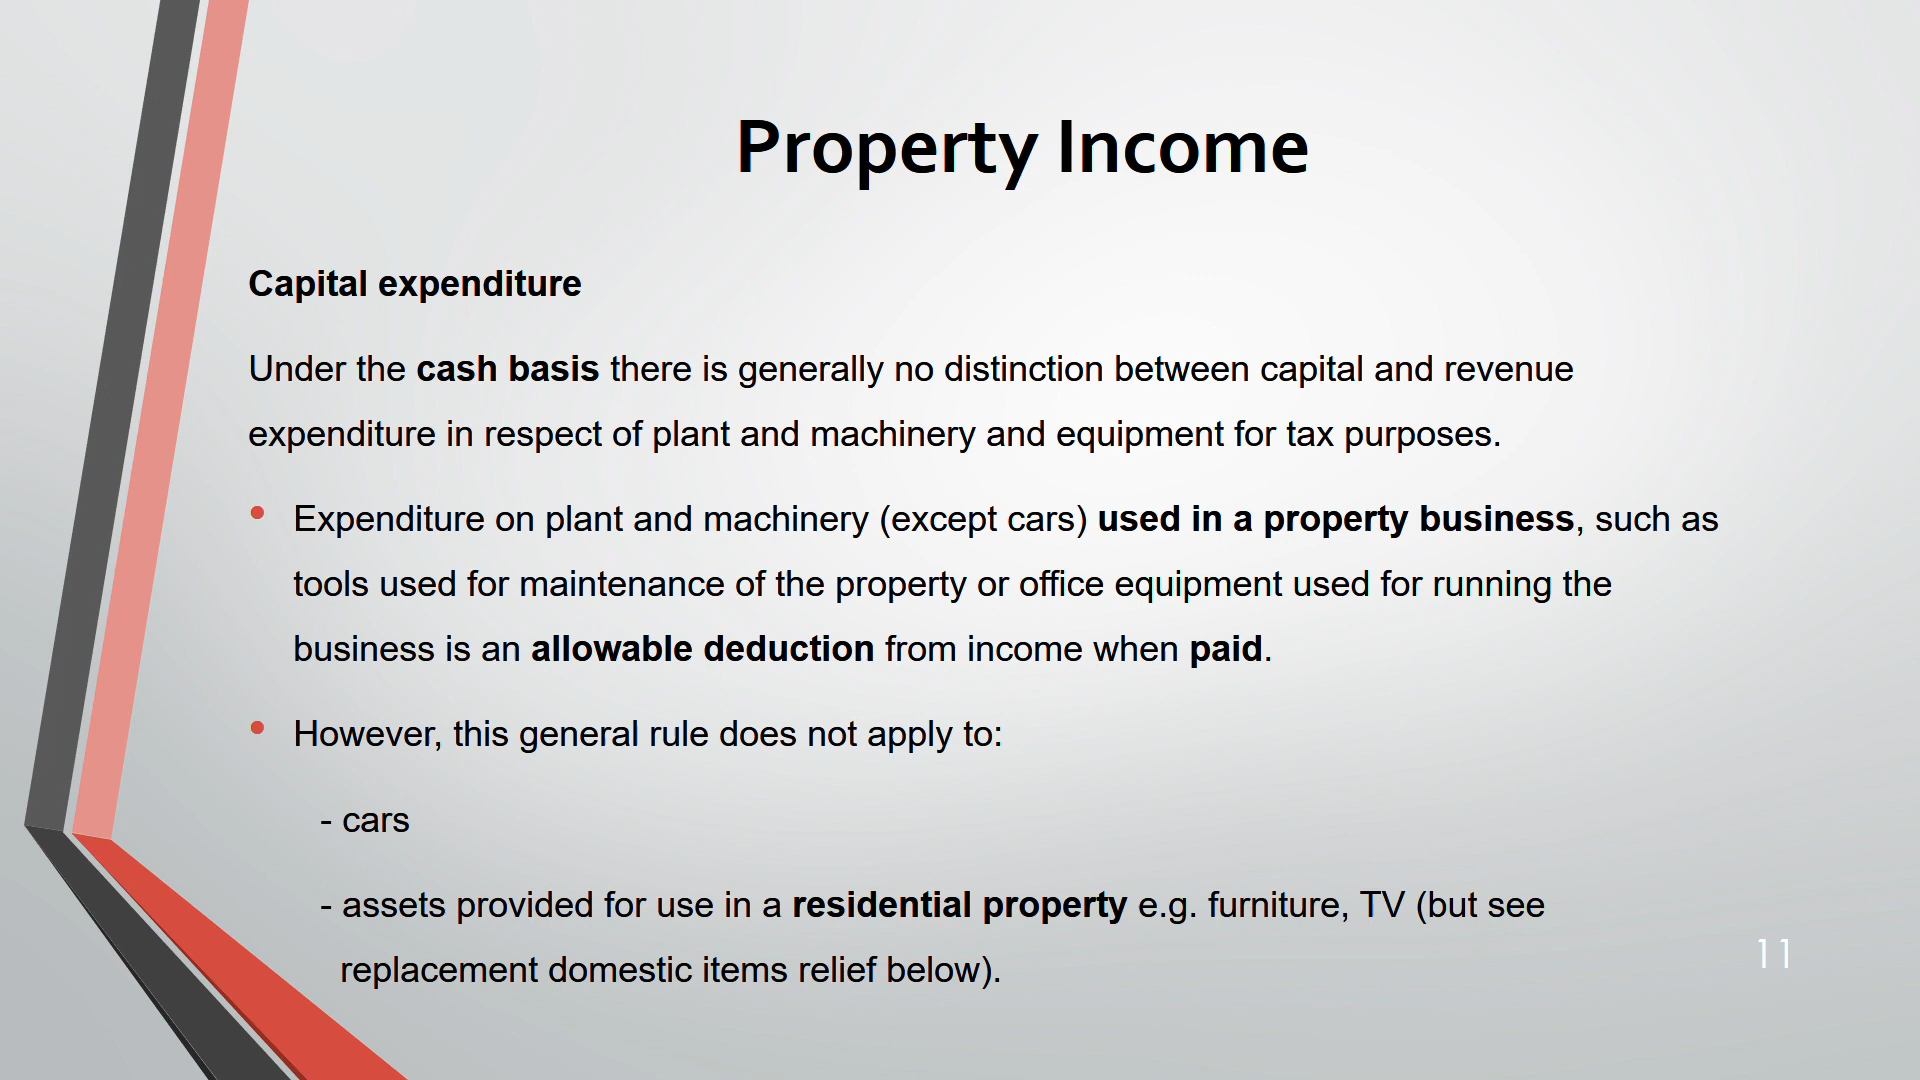 Property Income
Capital expenditure
Under the cash basis there is generally no distinction between capital and revenue
expenditure in respect of plant and machinery and equipment for tax purposes.
• Expenditure on plant and machinery (except cars) used in a property business, such as
tools used for maintenance of the property or office equipment used for running the
business is an allowable deduction from income when paid.
• However, this general rule does not apply to:
- cars
- assets provided for use in a residential property e.g. furniture, TV (but see
replacement domestic items relief below).
11